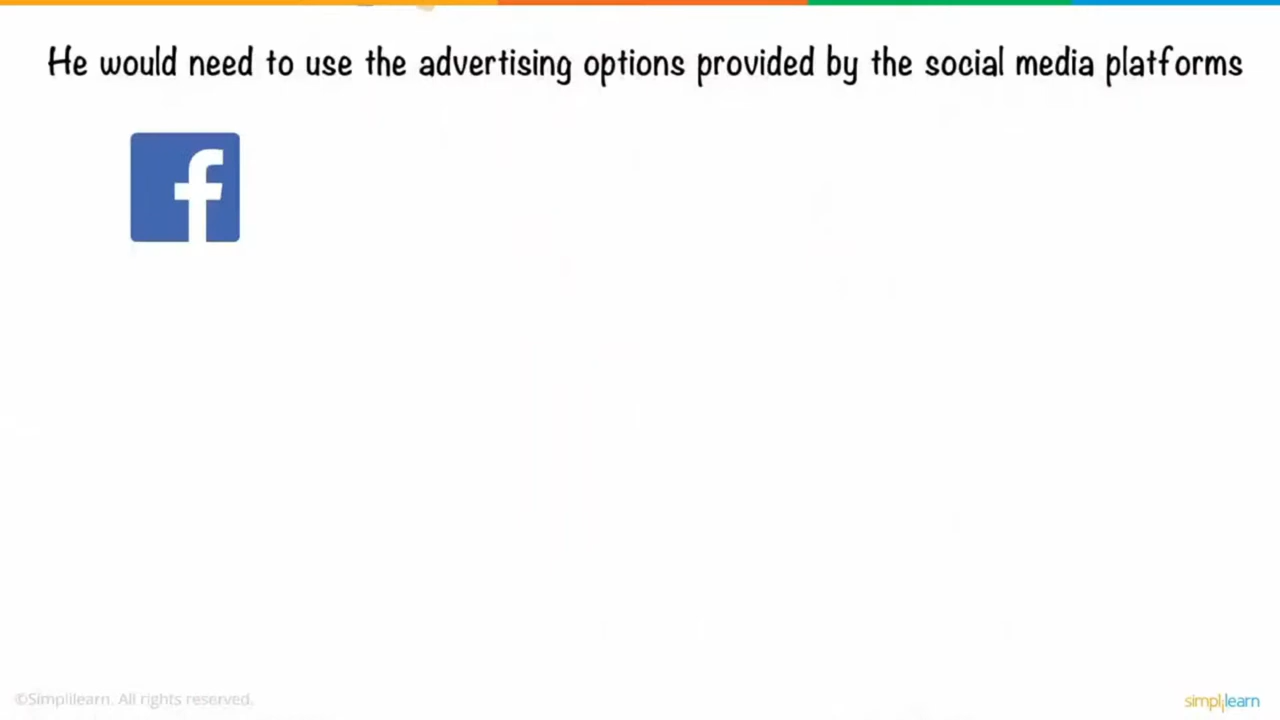 He would need to use the advertising options provided by the social media platforms
f
©Simplilearn. All rights reserved.
simplilearn